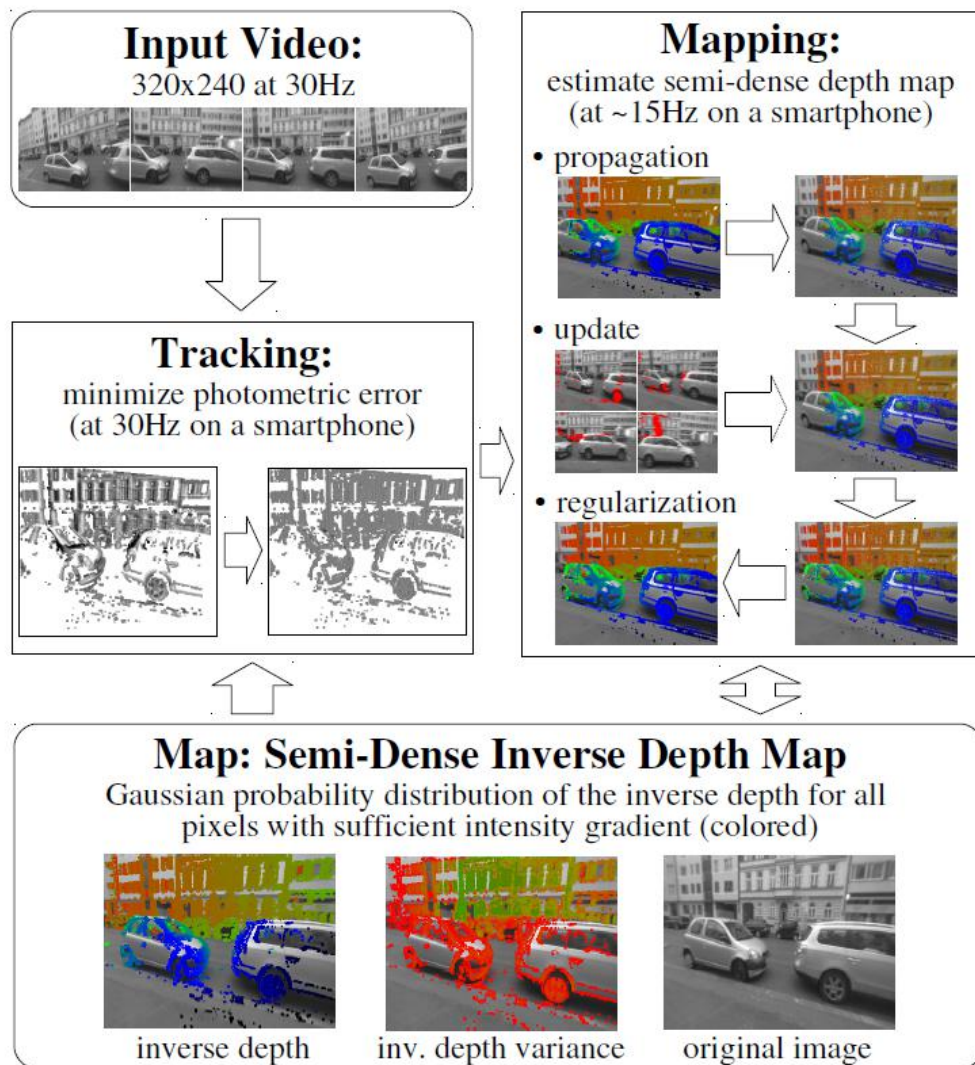 Input Video:
320x240 at 30Hz
Tracking:
minimize photometric error
(at 30Hz on a smartphone)
Mapping:
estimate semi-dense depth map
(at ~15Hz on a smartphone)
• propagation
• update
• regularization
Map: Semi-Dense Inverse Depth Map
Gaussian probability distribution of the inverse depth for all
pixels with sufficient intensity gradient (colored)
inverse depth
inv. depth variance
original image